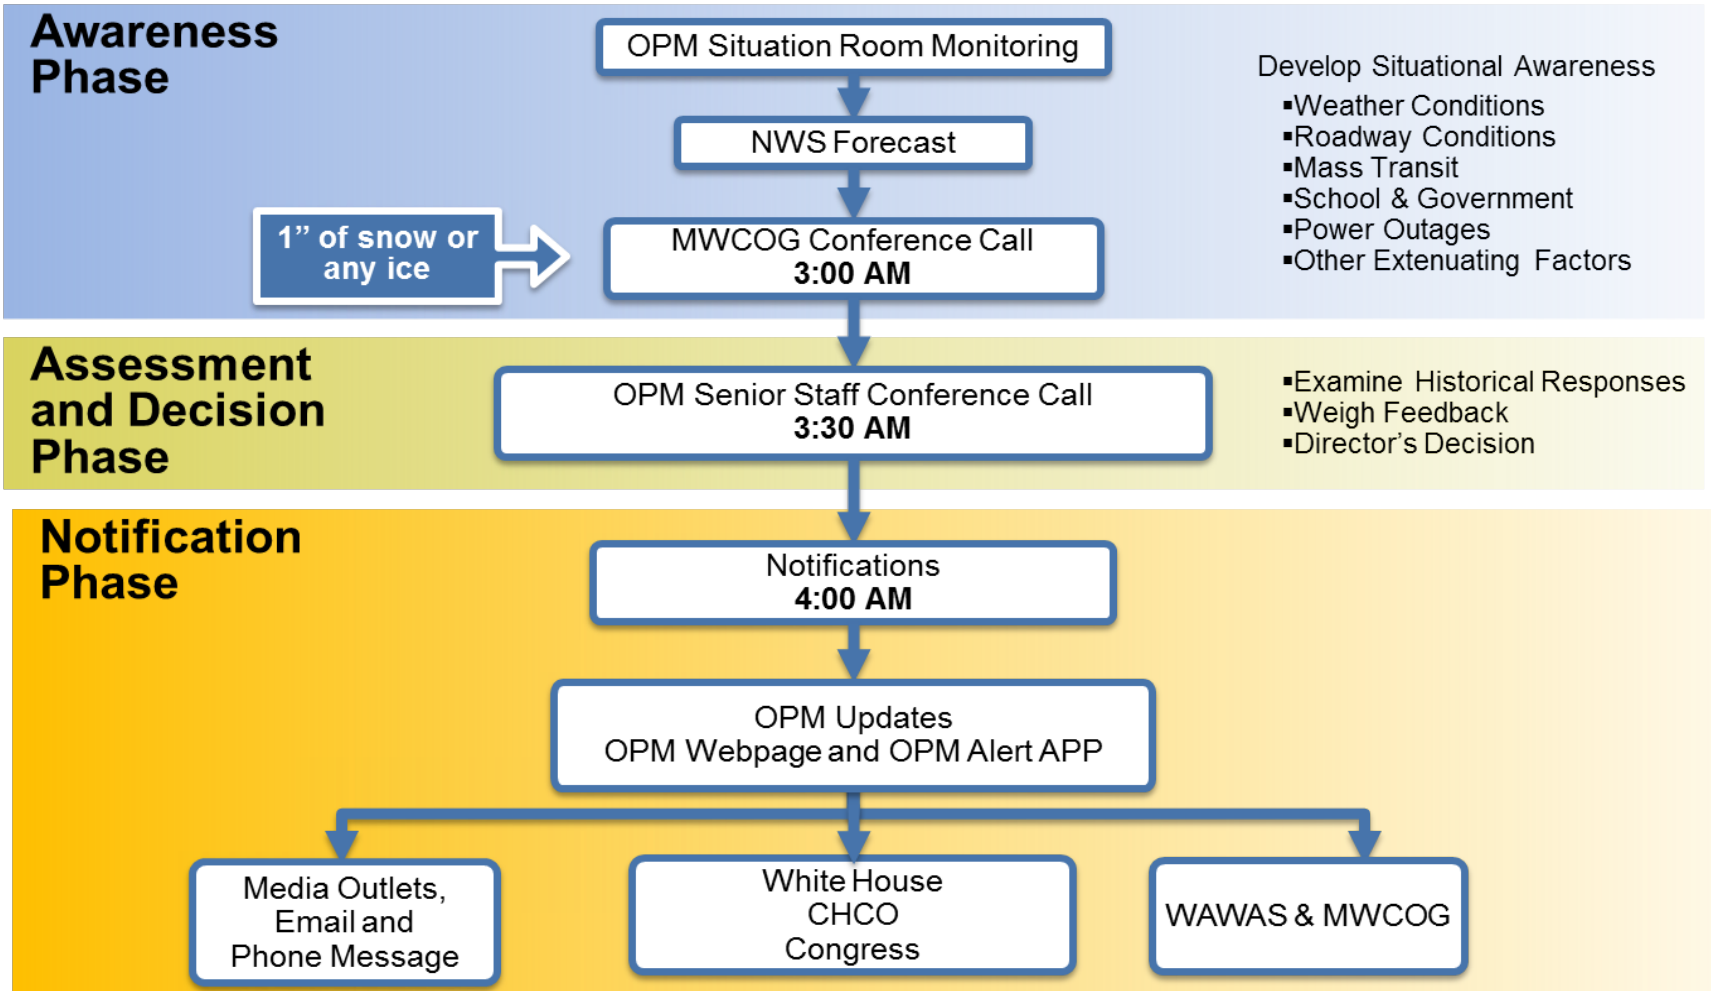 Awareness
Phase
OPM Situation Room Monitoring
NWS Forecast
1” of snow or
any ice
MWCOG Conference Call
3:00 AM
Develop Situational Awareness
▪Weather Conditions
▪Roadway Conditions
▪Mass Transit
▪School & Government
▪Power Outages
▪Other Extenuating Factors
Assessment
and Decision
Phase
OPM Senior Staff Conference Call
3:30 AM
▪Examine Historical Responses
▪Weigh Feedback
▪Director’s Decision
Notification
Phase
Notifications
4:00 AM
OPM Updates
OPM Webpage and OPM Alert APP
Media Outlets,
Email and
Phone Message
White House
CHCO
Congress
WAWAS & MWCOG